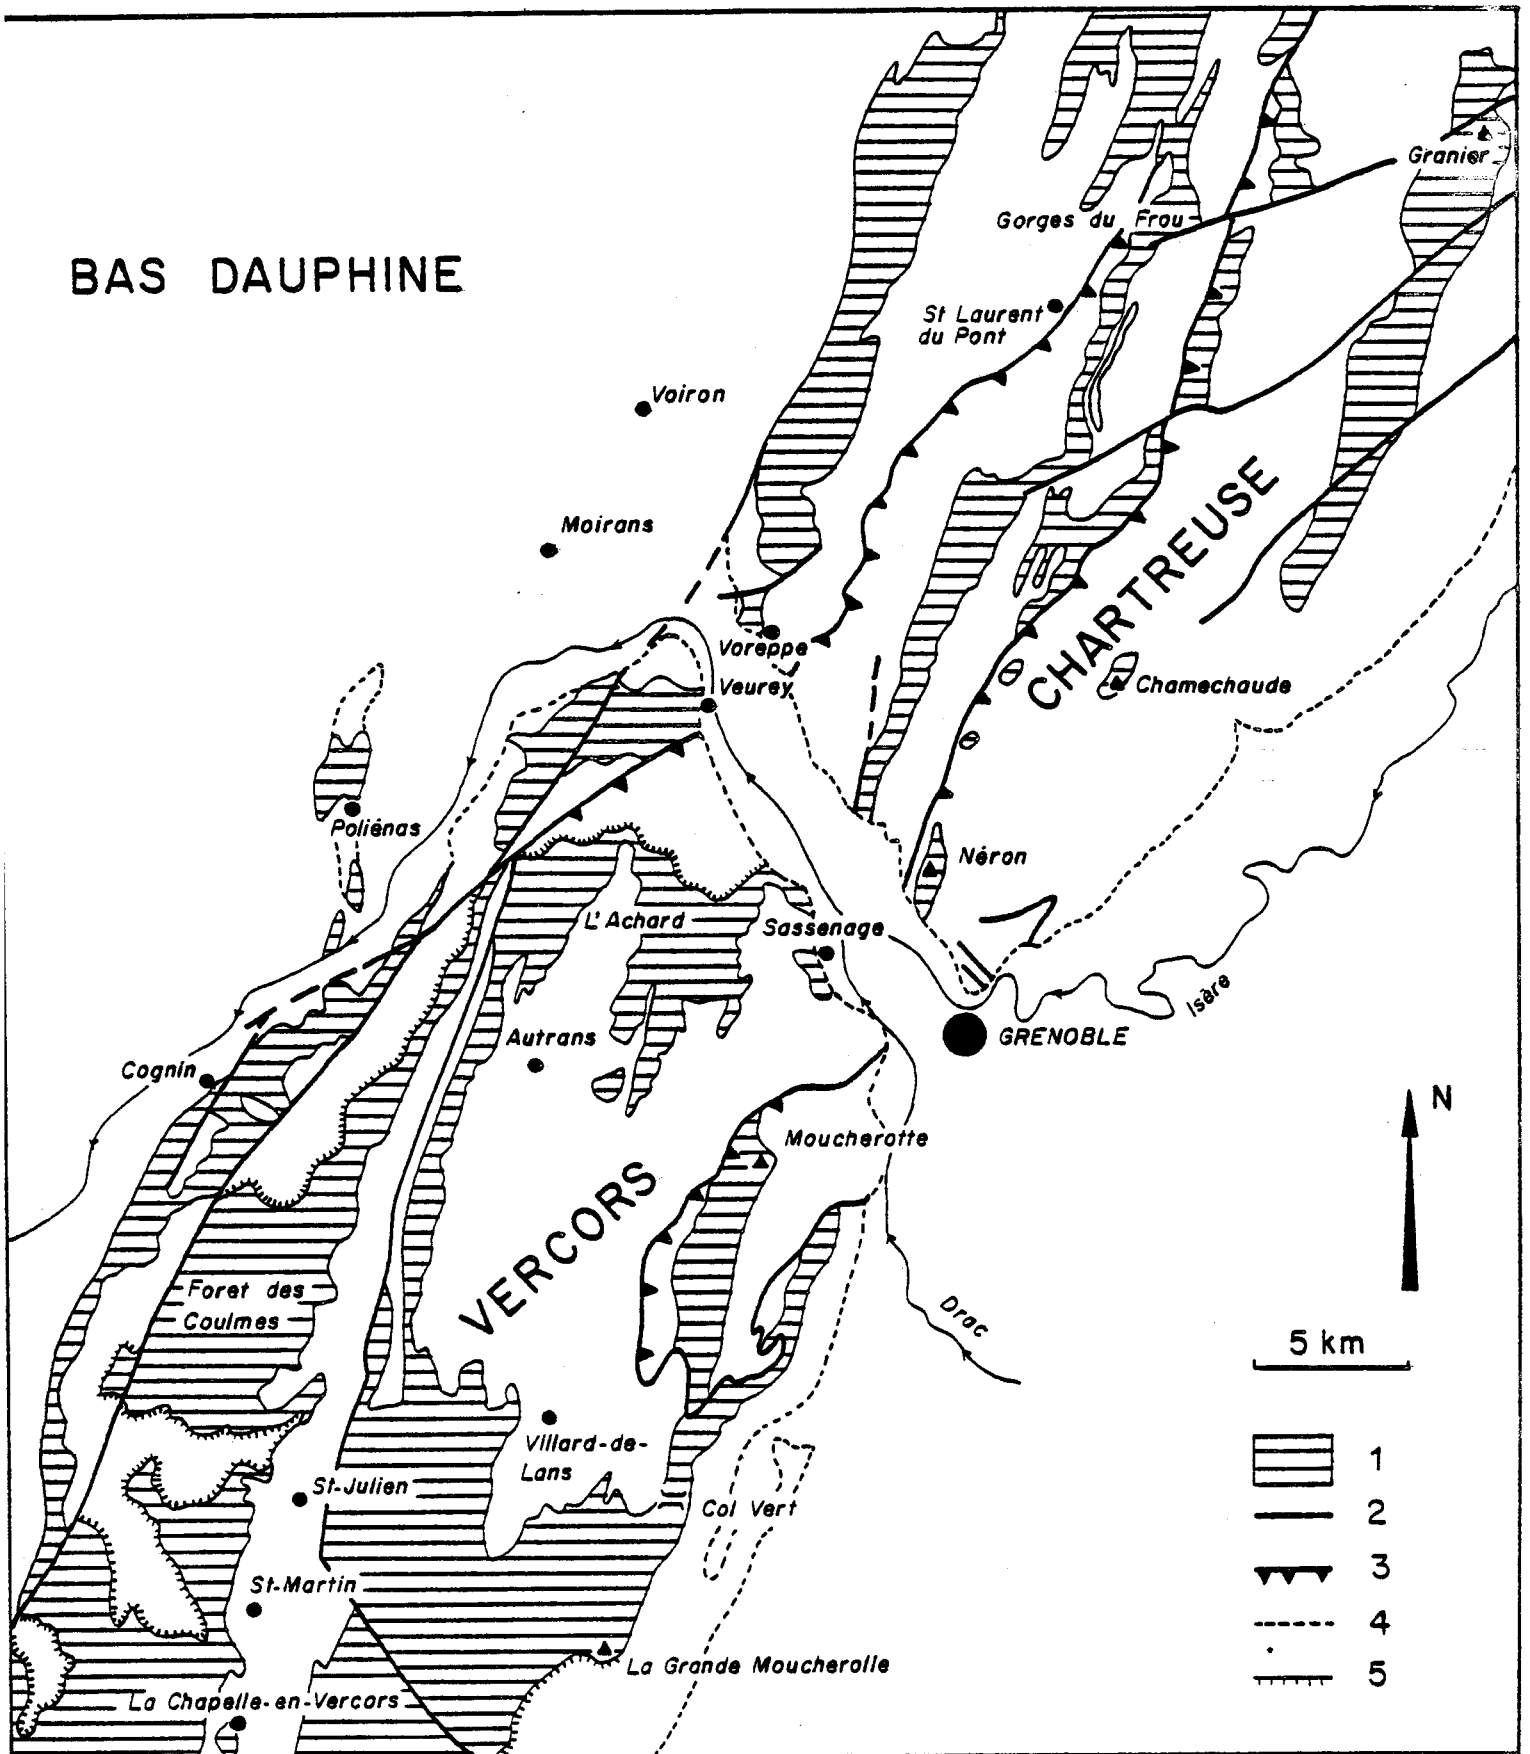 Granier
Gorges du Frou
BAS DAUPHINE
St Laurent
du Pont
Voiron
Moirans
CHARTREUSE
Voreppe
Veurey
Chamechaude
Poliénas
Néron
L'Achard
Sassenage
Isère
Autrans
GRENOBLE
Cognin
N
Moucherotte
VERCORS
Foret des
Coulmes
Drac
5 km
Villard-de-
Lans
1
St-Julien
Col Vert
2
3
St-Martin
4
La Grande Moucherolle
5
La Chapelle-en-Vercors